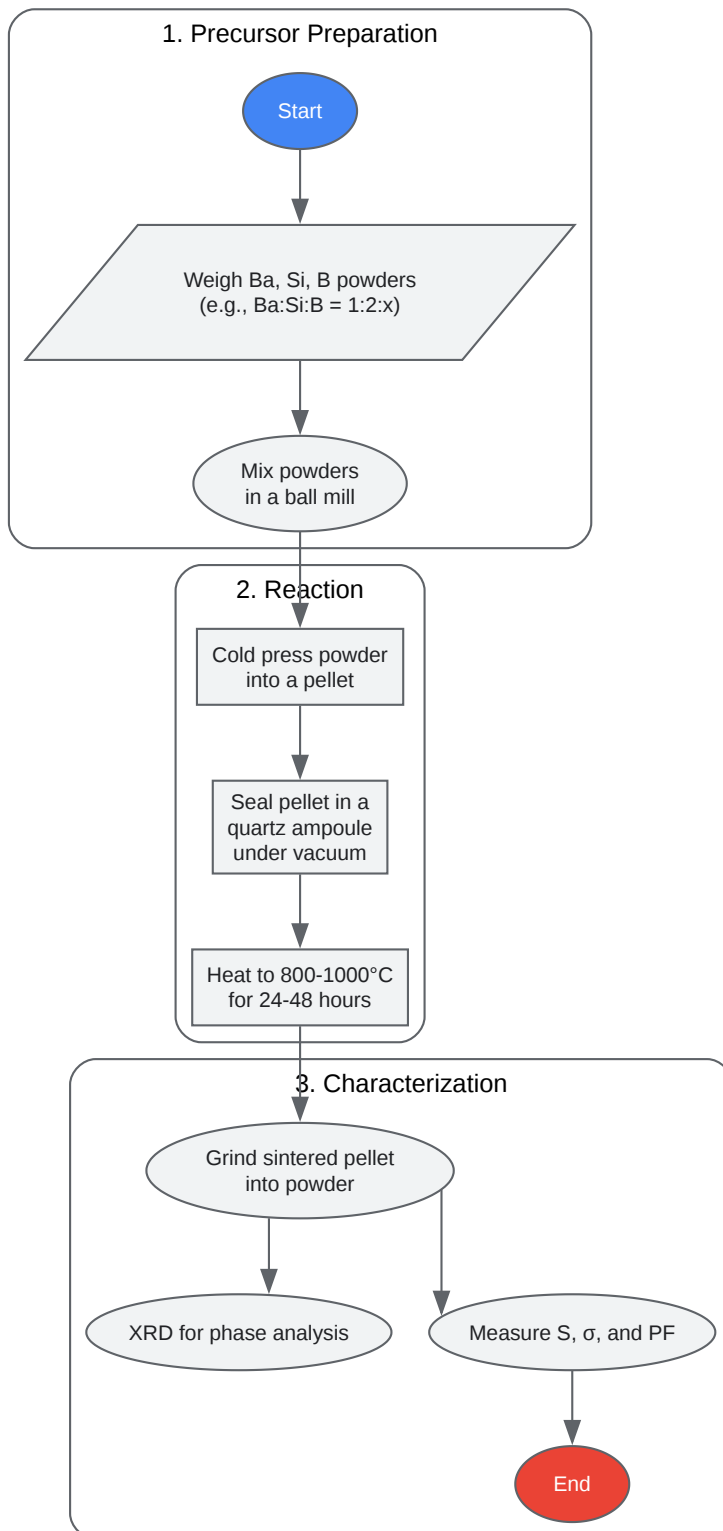 1. Precursor Preparation
Start
Weigh Ba, Si, B powders
(e.g., Ba:Si:B = 1:2:x)
Mix powders
in a ball mill
2. Reaction
Cold press powder
into a pellet
Seal pellet in a
quartz ampoule
under vacuum
Heat to 800-1000°C
for 24-48 hours
3. Characterization
Grind sintered pellet
into powder
XRD for phase analysis
Measure S, σ, and PF
End